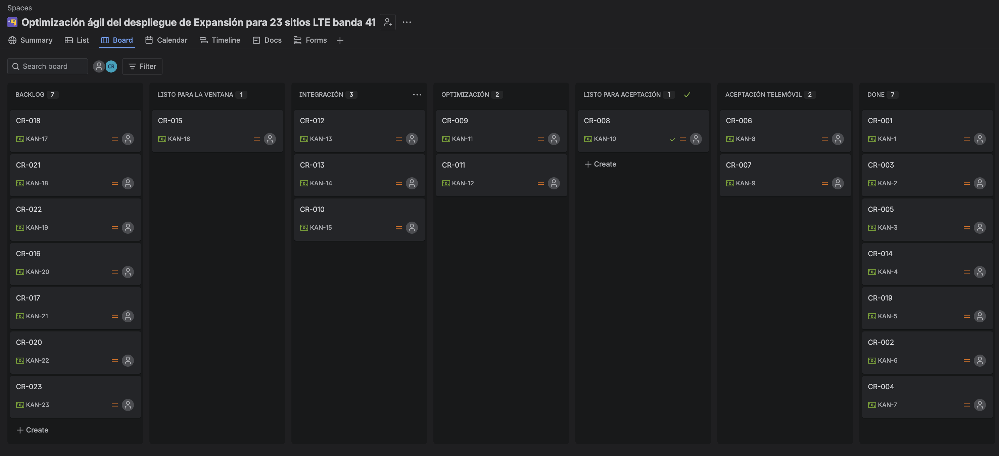 Spaces
Optimización ágil del despliegue de Expansión para 23 sitios LTE banda 41
Summary List Board Calendar Timeline Docs Forms
Search board CR Filter
BACKLOG 7
CR-018
KAN-17
CR-021
KAN-18
CR-022
KAN-19
CR-016
KAN-20
CR-017
KAN-21
CR-020
KAN-22
CR-023
KAN-23
Create
LISTO PARA LA VENTANA 1
CR-015
KAN-16
INTEGRACIÓN 3
CR-012
KAN-13
CR-013
KAN-14
CR-010
KAN-15
OPTIMIZACIÓN 2
CR-009
KAN-11
CR-011
KAN-12
LISTO PARA ACEPTACIÓN 1
CR-008
KAN-10
Create
ACEPTACIÓN TELEMÓVIL 2
CR-006
KAN-8
CR-007
KAN-9
DONE 7
CR-001
KAN-1
CR-003
KAN-2
CR-005
KAN-3
CR-014
KAN-4
CR-019
KAN-5
CR-002
KAN-6
CR-004
KAN-7